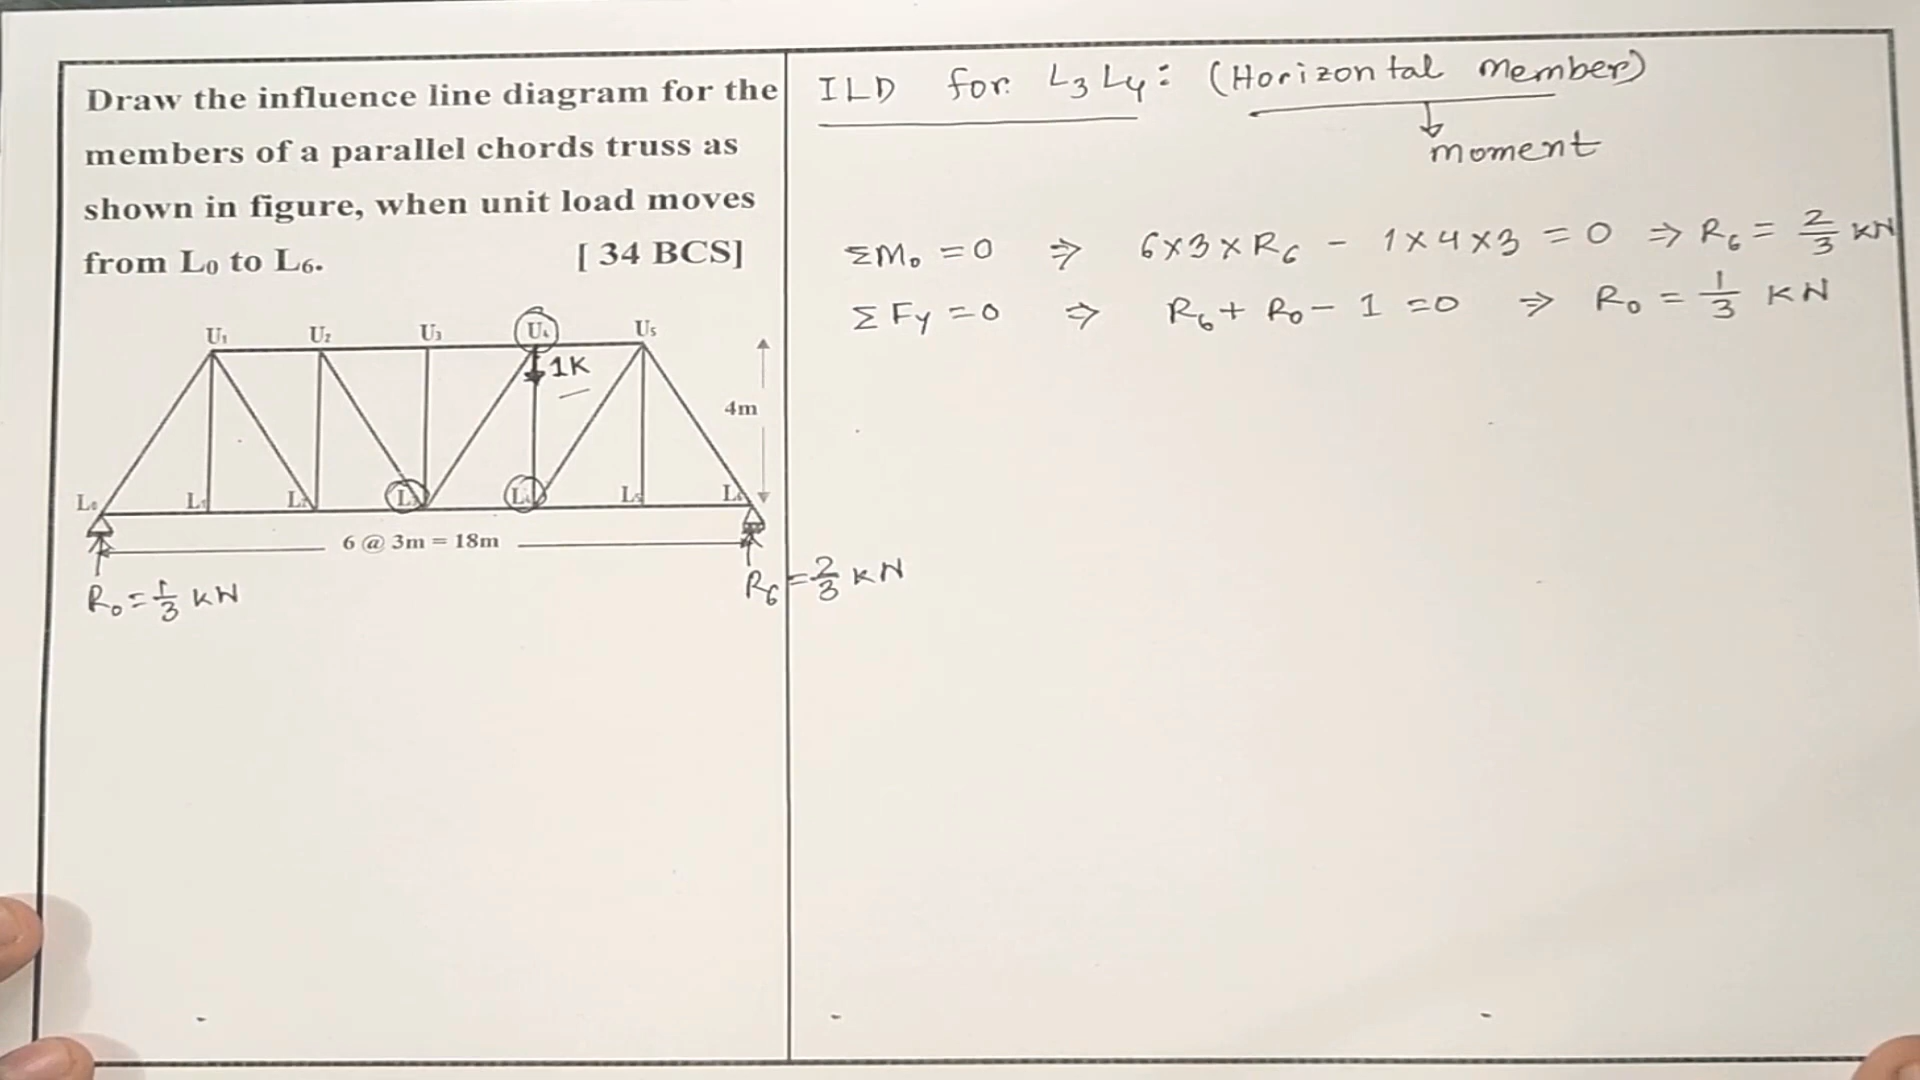 Draw the influence line diagram for the
members of a parallel chords truss as
shown in figure, when unit load moves
from L₀ to L₆. [ 34 BCS]
U₁ U₂ U₃ U₄ U₅
1K
4m
L₀ L₁ L₂ L₃ L₄ L₅ L₆
6 @ 3m = 18m
R₀ = 1/3 KN
R₆ = 2/3 KN
ILD for L₃L₄: (Horizontal member)
moment
ΣM₀ = 0 ⇒ 6×3×R₆ - 1×4×3 = 0 ⇒ R₆ = 2/3 KN
ΣFy = 0 ⇒ R₆ + R₀ - 1 = 0 ⇒ R₀ = 1/3 KN